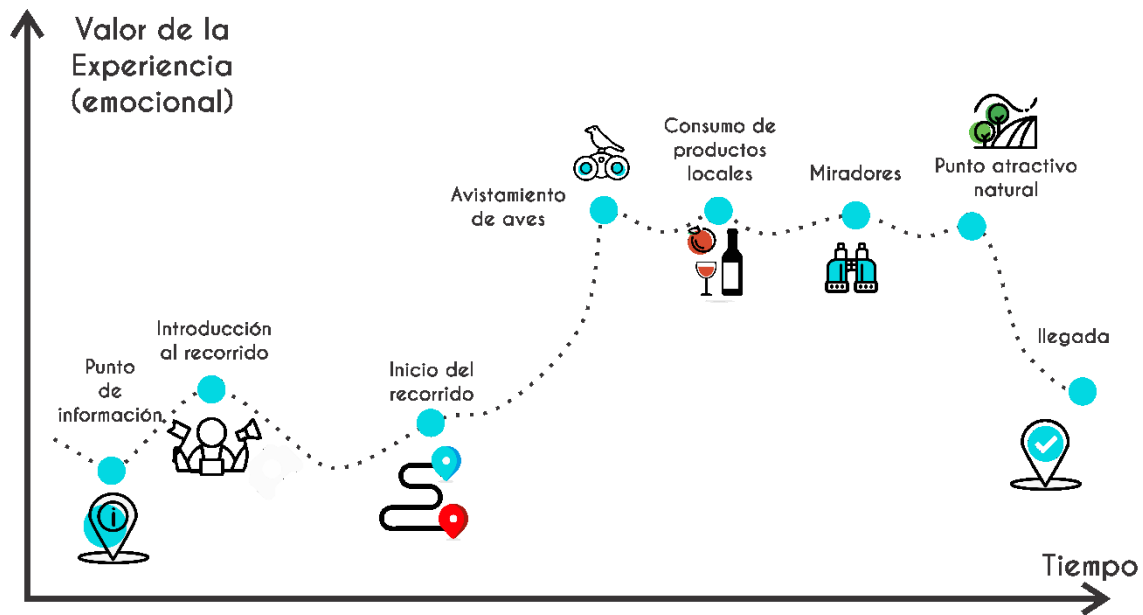 Valor de la
Experiencia
(emocional)
Punto
de
información
Introducción
al recorrido
Inicio del
recorrido
Avistamiento
de aves
Consumo de
productos
locales
Miradores
Punto atractivo
natural
llegada
Tiempo